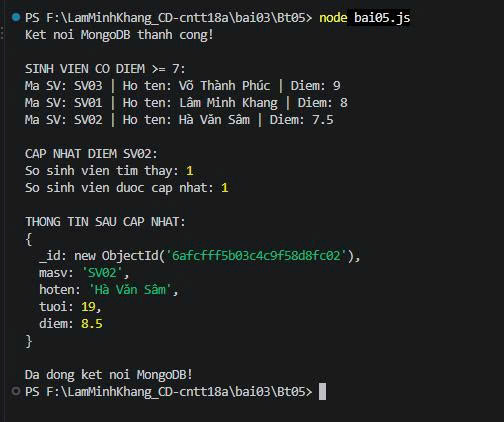 PS F:\LamMinhKhang_CD-cntt18a\bai03\Bt05> node bai05.js
Ket noi MongoDB thanh cong!
SINH VIEN CO DIEM >= 7:
Ma SV: SV03 | Ho ten: Võ Thành Phúc | Diem: 9
Ma SV: SV01 | Ho ten: Lâm Minh Khang | Diem: 8
Ma SV: SV02 | Ho ten: Hà Văn Sâm | Diem: 7.5
CAP NHAT DIEM SV02:
So sinh vien tim thay: 1
So sinh vien duoc cap nhat: 1
THONG TIN SAU CAP NHAT:
{
  _id: new ObjectId('6afcfff5b03c4c9f58d8fc02'),
  masv: 'SV02',
  hoten: 'Hà Văn Sâm',
  tuoi: 19,
  diem: 8.5
}
Da dong ket noi MongoDB!
PS F:\LamMinhKhang_CD-cntt18a\bai03\Bt05>